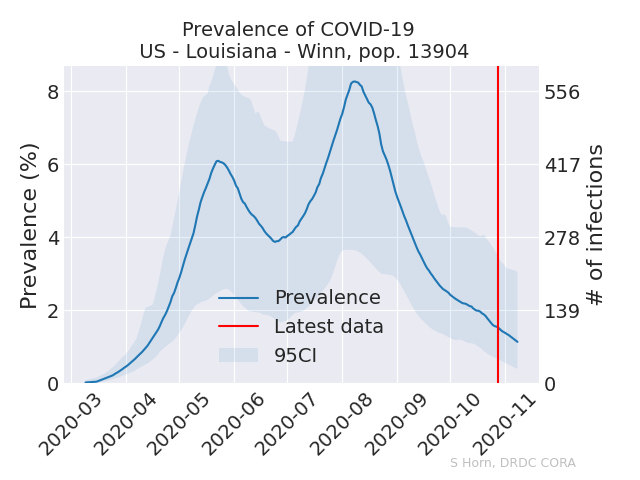 Prevalence of COVID-19
US - Louisiana - Winn, pop. 13904
Prevalence (%)
8
6
4
2
0
556
417
278
139
0
# of infections
Prevalence
Latest data
95CI
2020-03
2020-04
2020-05
2020-06
2020-07
2020-08
2020-09
2020-10
2020-11
S Horn, DRDC CORA